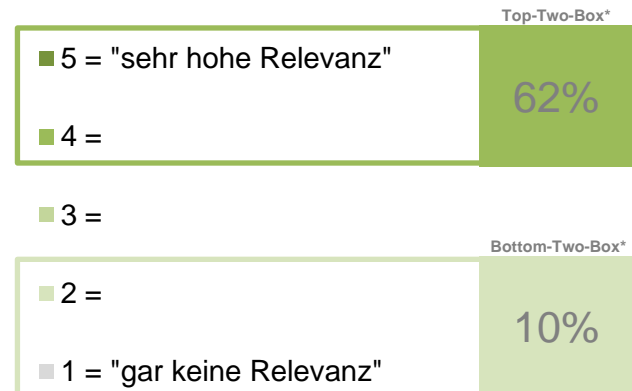 Top-Two-Box*
5 = "sehr hohe Relevanz"
62%
4 =
3 =
Bottom-Two-Box*
2 =
10%
1 = "gar keine Relevanz"